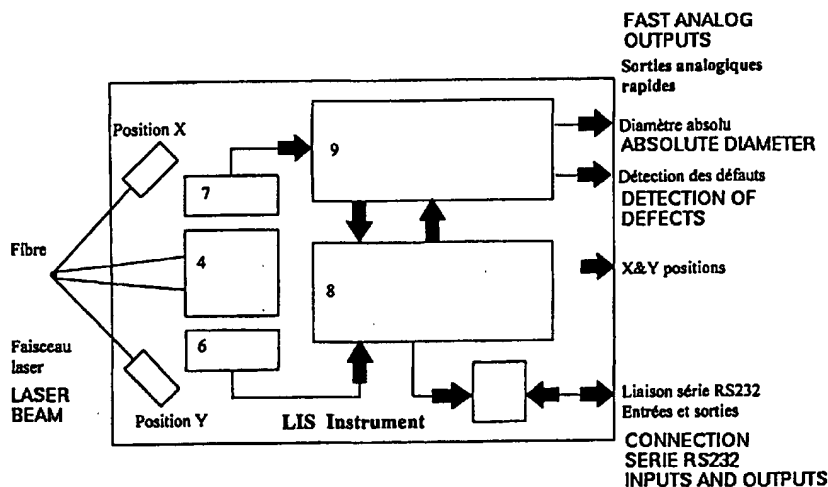 FAST ANALOG
OUTPUTS
Sorties analogiques
rapides
Position X
9
Diamètre absolu
ABSOLUTE DIAMETER
7
Détection des défauts
DETECTION OF
DEFECTS
Fibre
4
8
X&Y positions
Faisceau
laser
LASER
BEAM
6
Position Y
LIS Instrument
Liaison série RS232
Entrées et sorties
CONNECTION
SERIE RS232
INPUTS AND OUTPUTS